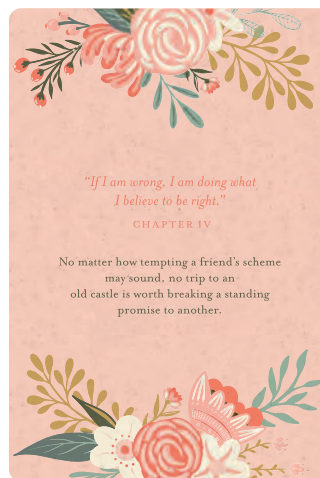 “If I am wrong, I am doing what
I believe to be right.”
CHAPTER IV
No matter how tempting a friend’s scheme
may sound, no trip to an
old castle is worth breaking a standing
promise to another.